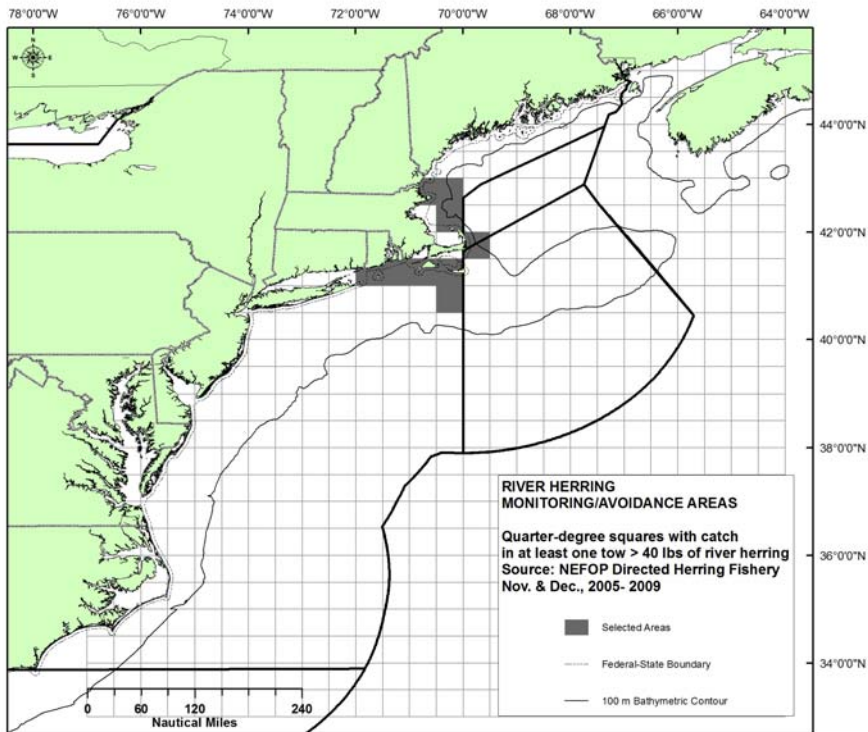 78°0'0"W 76°0'0"W 74°0'0"W 72°0'0"W 70°0'0"W 68°0'0"W 66°0'0"W 64°0'0"W
N
W E
S
44°0'0"N
42°0'0"N
40°0'0"N
38°0'0"N
36°0'0"N
34°0'0"N
RIVER HERRING
MONITORING/AVOIDANCE AREAS
Quarter-degree squares with catch
in at least one tow > 40 lbs of river herring
Source: NEFOP Directed Herring Fishery
Nov. & Dec., 2005- 2009
Selected Areas
Federal-State Boundary
100 m Bathymetric Contour
0 60 120 240
Nautical Miles